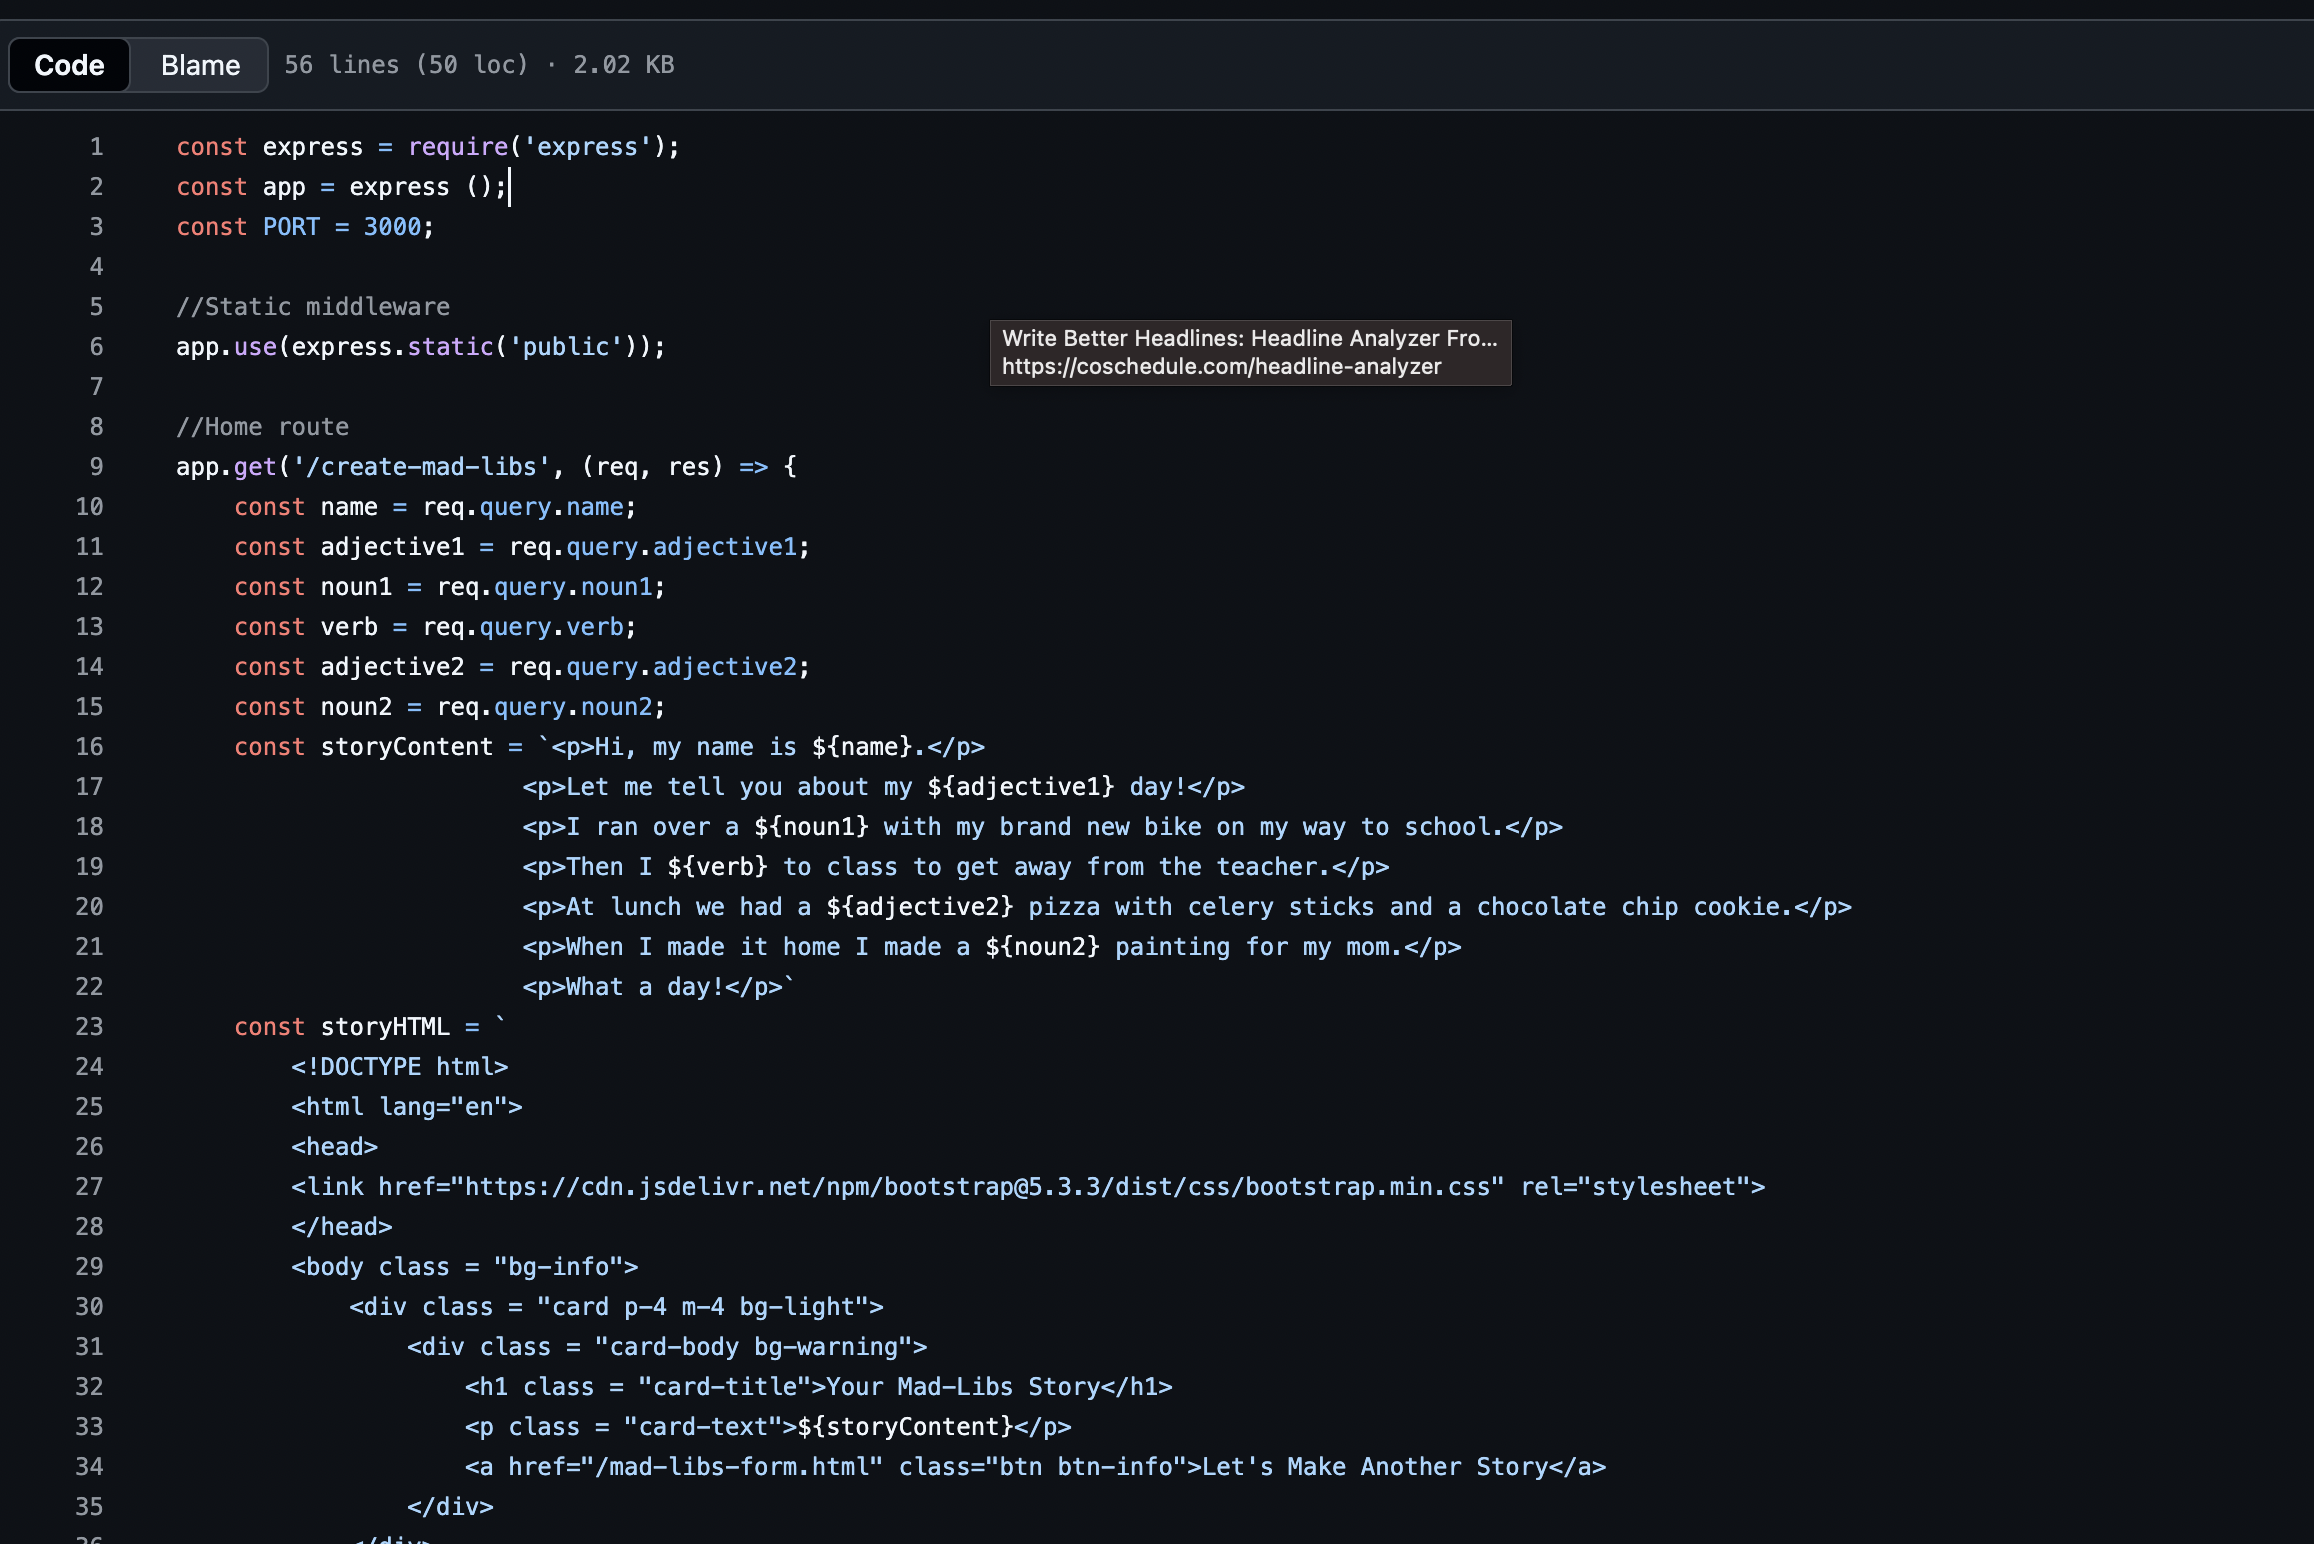 Code Blame 56 lines (50 loc) · 2.02 KB
1 const express = require('express');
2 const app = express ();
3 const PORT = 3000;
4
5 //Static middleware
6 app.use(express.static('public'));
Write Better Headlines: Headline Analyzer Fro...
https://coschedule.com/headline-analyzer
7
8 //Home route
9 app.get('/create-mad-libs', (req, res) => {
10     const name = req.query.name;
11     const adjective1 = req.query.adjective1;
12     const noun1 = req.query.noun1;
13     const verb = req.query.verb;
14     const adjective2 = req.query.adjective2;
15     const noun2 = req.query.noun2;
16     const storyContent = `<p>Hi, my name is ${name}.</p>
17                         <p>Let me tell you about my ${adjective1} day!</p>
18                         <p>I ran over a ${noun1} with my brand new bike on my way to school.</p>
19                         <p>Then I ${verb} to class to get away from the teacher.</p>
20                         <p>At lunch we had a ${adjective2} pizza with celery sticks and a chocolate chip cookie.</p>
21                         <p>When I made it home I made a ${noun2} painting for my mom.</p>
22                         <p>What a day!</p>`
23     const storyHTML = `
24         <!DOCTYPE html>
25         <html lang="en">
26         <head>
27         <link href="https://cdn.jsdelivr.net/npm/bootstrap@5.3.3/dist/css/bootstrap.min.css" rel="stylesheet">
28         </head>
29         <body class = "bg-info">
30             <div class = "card p-4 m-4 bg-light">
31                 <div class = "card-body bg-warning">
32                     <h1 class = "card-title">Your Mad-Libs Story</h1>
33                     <p class = "card-text">${storyContent}</p>
34                     <a href="/mad-libs-form.html" class="btn btn-info">Let's Make Another Story</a>
35                 </div>
36             </div>